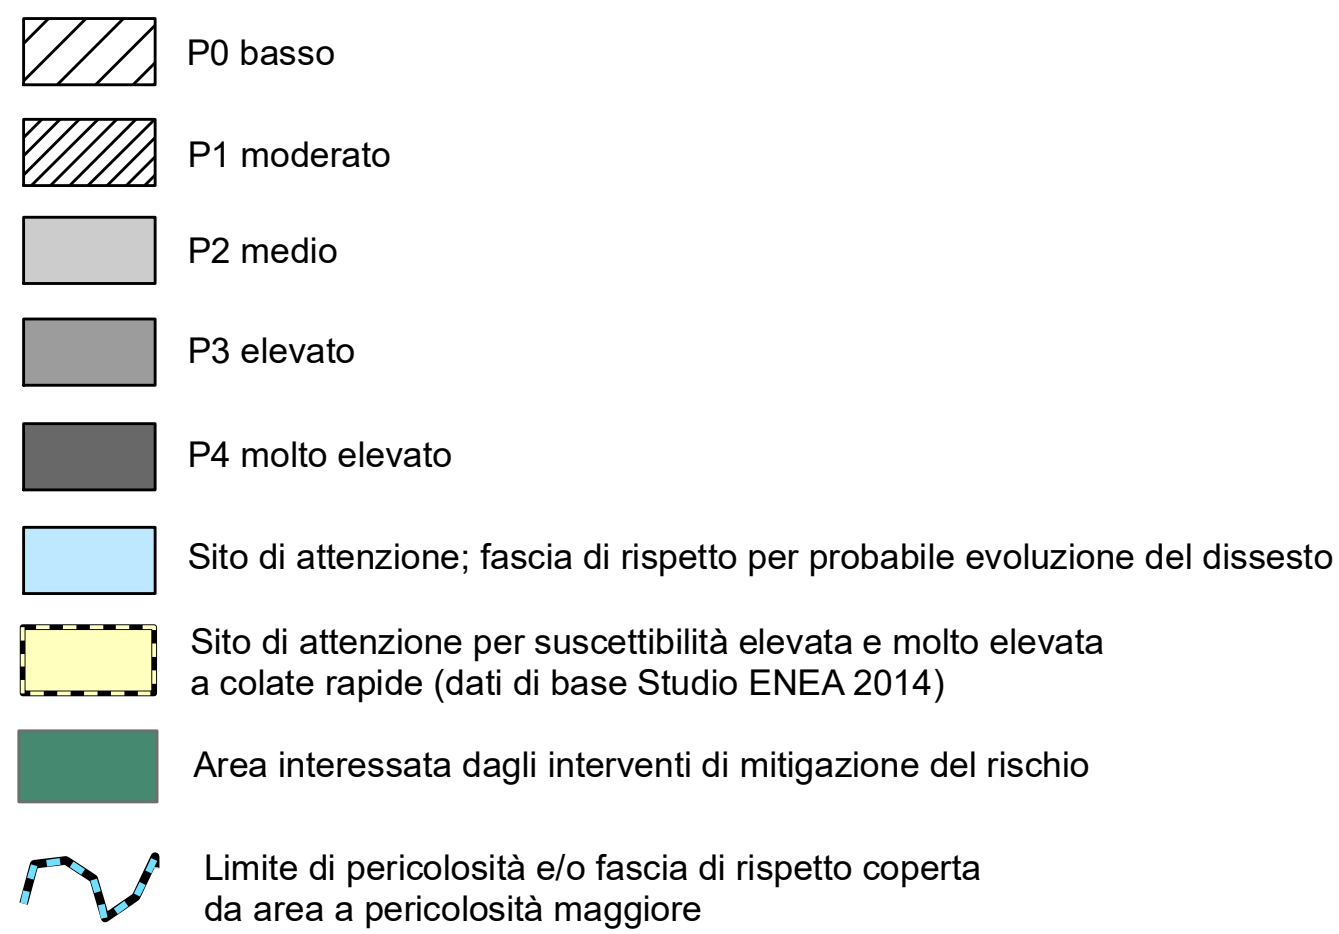 P0 basso
P1 moderato
P2 medio
P3 elevato
P4 molto elevato
Sito di attenzione; fascia di rispetto per probabile evoluzione del dissesto
Sito di attenzione per suscettibilità elevata e molto elevata
a colate rapide (dati di base Studio ENEA 2014)
Area interessata dagli interventi di mitigazione del rischio
Limite di pericolosità e/o fascia di rispetto coperta
da area a pericolosità maggiore